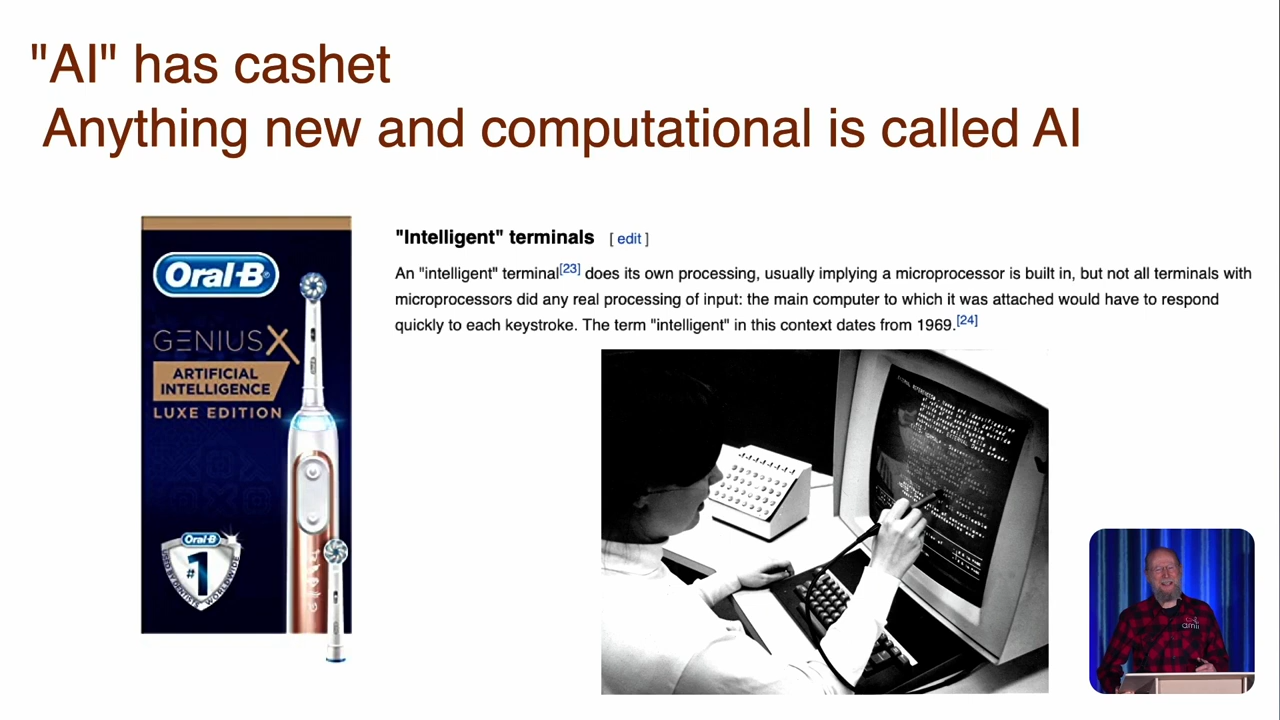 "AI" has cashet
Anything new and computational is called AI
Oral-B
GENIUS X
ARTIFICIAL
INTELLIGENCE
LUXE EDITION
Oral-B
#1
"Intelligent" terminals [ edit ]
An "intelligent" terminal[23] does its own processing, usually implying a microprocessor is built in, but not all terminals with
microprocessors did any real processing of input: the main computer to which it was attached would have to respond
quickly to each keystroke. The term "intelligent" in this context dates from 1969.[24]